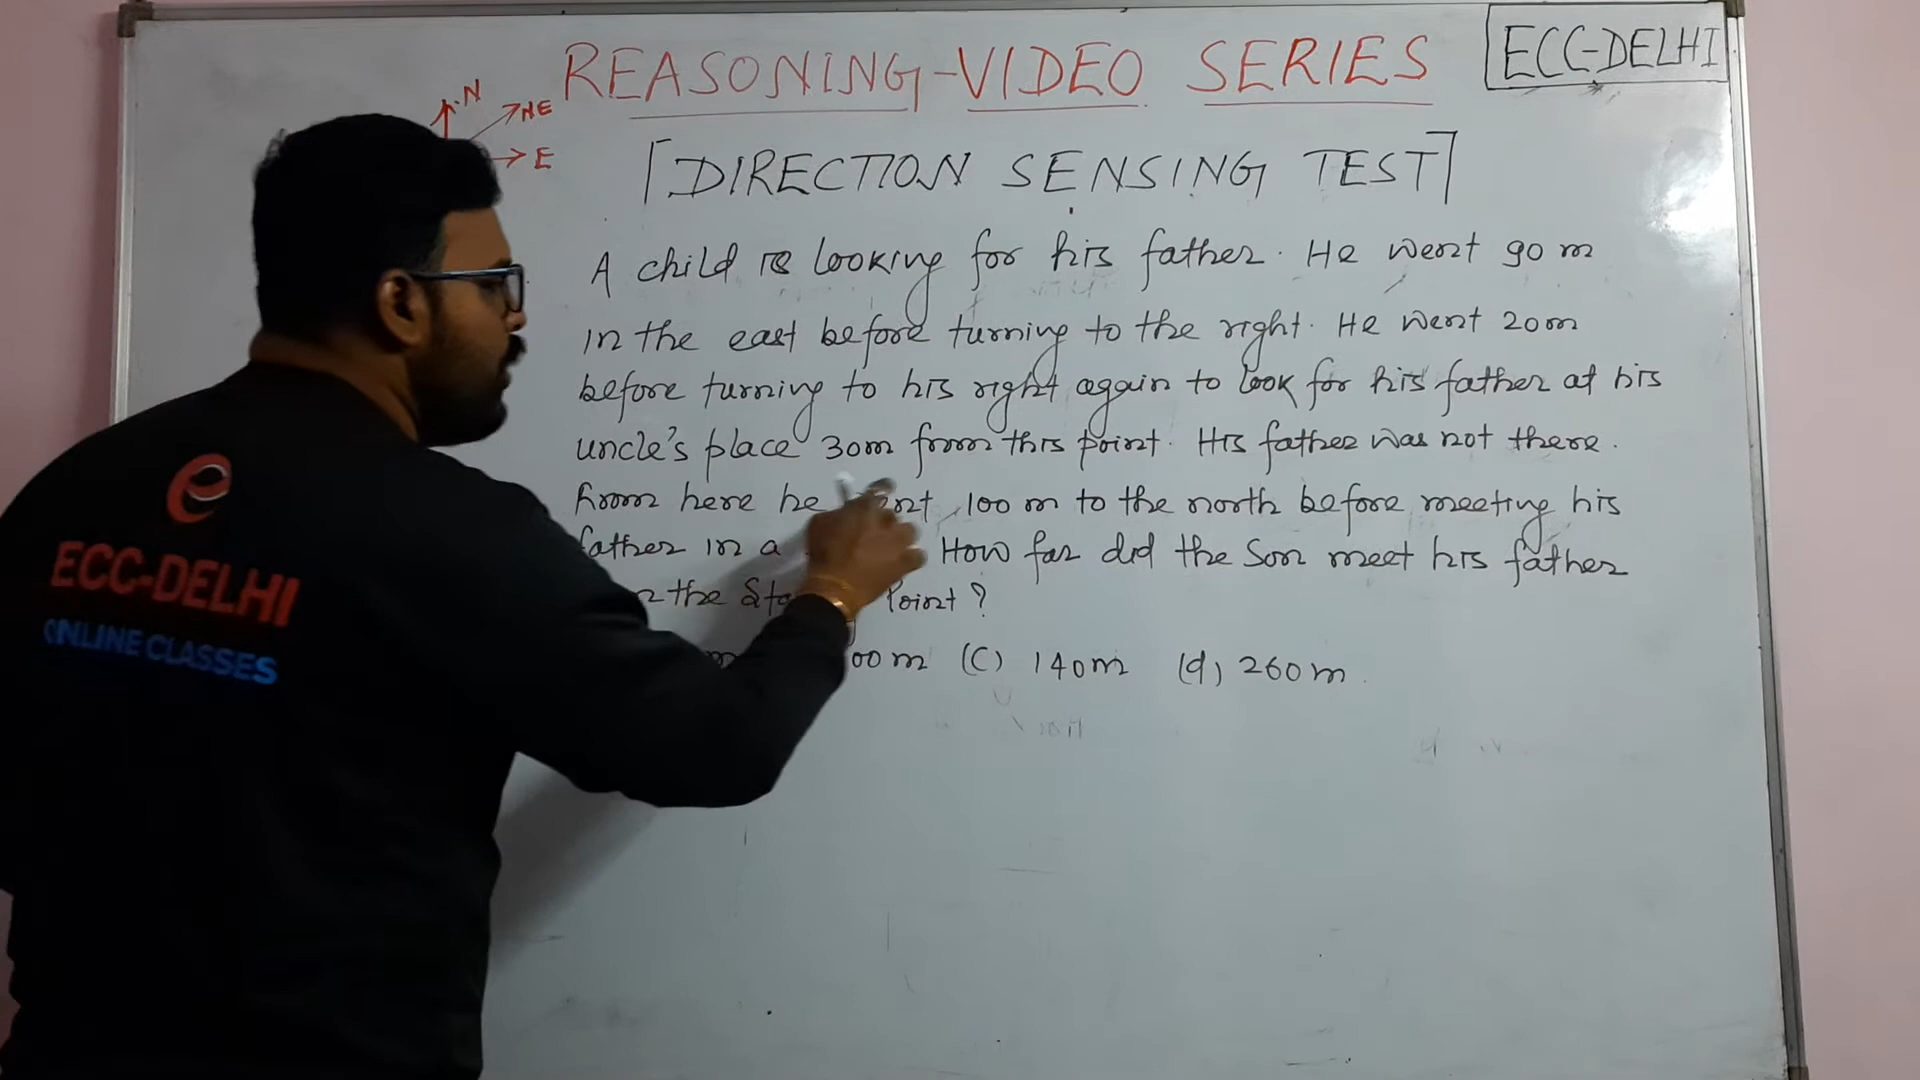 REASONING-VIDEO SERIES
ECC-DELHI
N
NE
E
[DIRECTION SENSING TEST]
A child is looking for his father. He went 90 m
in the east before turning to the right. He went 20m
before turning to his right again to look for his father at his
uncle's place 30m from this point. His father was not there.
From here he 100 m to the north before meeting his
father in a How far did the Son meet his father
the Point?
(C) 140m (d) 260m
e
ECC-DELHI
ONLINE CLASSES